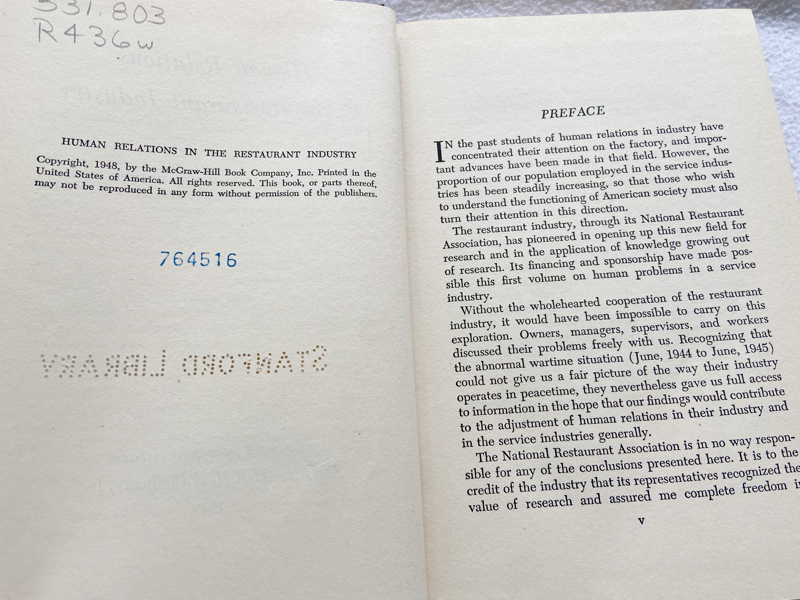 331.803
R436w
HUMAN RELATIONS IN THE RESTAURANT INDUSTRY
Copyright, 1948, by the McGraw-Hill Book Company, Inc. Printed in the
United States of America. All rights reserved. This book, or parts thereof,
may not be reproduced in any form without permission of the publishers.
764516
STANFORD LIBRARY
PREFACE
IN the past students of human relations in industry have
concentrated their attention on the factory, and impor-
tant advances have been made in that field. However, the
proportion of our population employed in the service indus-
tries has been steadily increasing, so that those who wish
to understand the functioning of American society must also
turn their attention in this direction.
The restaurant industry, through its National Restaurant
Association, has pioneered in opening up this new field for
research and in the application of knowledge growing out
of research. Its financing and sponsorship have made pos-
sible this first volume on human problems in a service
industry.
Without the wholehearted cooperation of the restaurant
industry, it would have been impossible to carry on this
exploration. Owners, managers, supervisors, and workers
discussed their problems freely with us. Recognizing that
the abnormal wartime situation (June, 1944 to June, 1945)
could not give us a fair picture of the way their industry
operates in peacetime, they nevertheless gave us full access
to information in the hope that our findings would contribute
to the adjustment of human relations in their industry and
in the service industries generally.
The National Restaurant Association is in no way respon-
sible for any of the conclusions presented here. It is to the
credit of the industry that its representatives recognized the
value of research and assured me complete freedom i
v